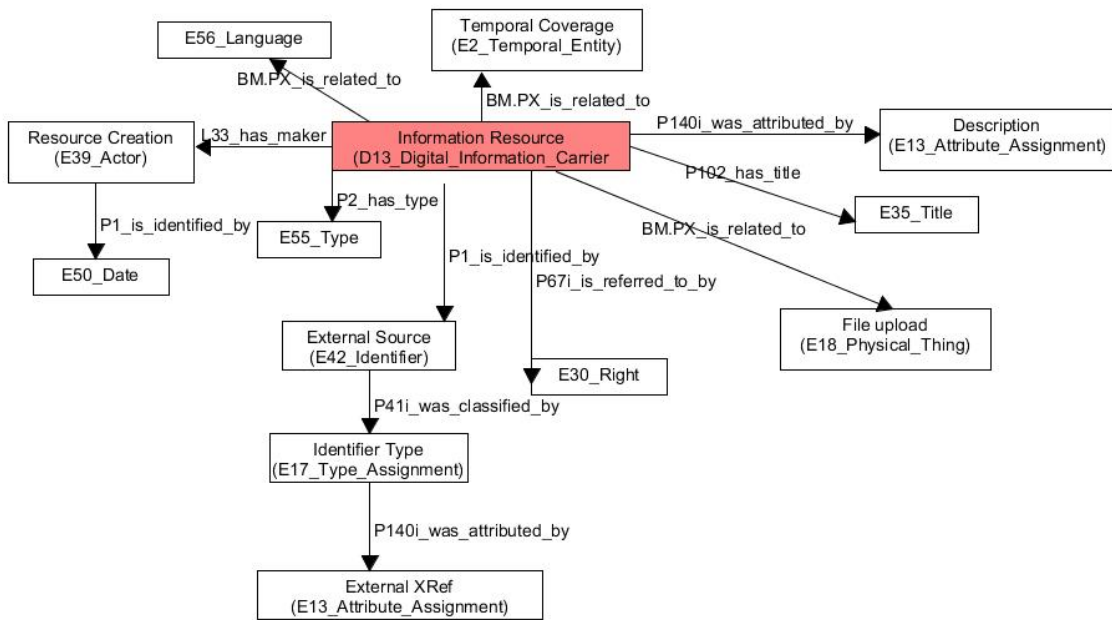 Temporal Coverage
(E2_Temporal_Entity)
E56_Language
BM.PX_is_related_to
BM.PX_is_related_to
Resource Creation
(E39_Actor)
L33_has_maker
Information Resource
(D13_Digital_Information_Carrier
P140i_was_attributed_by
Description
(E13_Attribute_Assignment)
P102_has_title
P2_has_type
E35_Title
P1_is_identified_by
E55_Type
BM.PX_is_related_to
P1_is_identified_by
E50_Date
P67i_is_referred_to_by
External Source
(E42_Identifier)
File upload
(E18_Physical_Thing)
E30_Right
P41i_was_classified_by
Identifier Type
(E17_Type_Assignment)
P140i_was_attributed_by
External XRef
(E13_Attribute_Assignment)